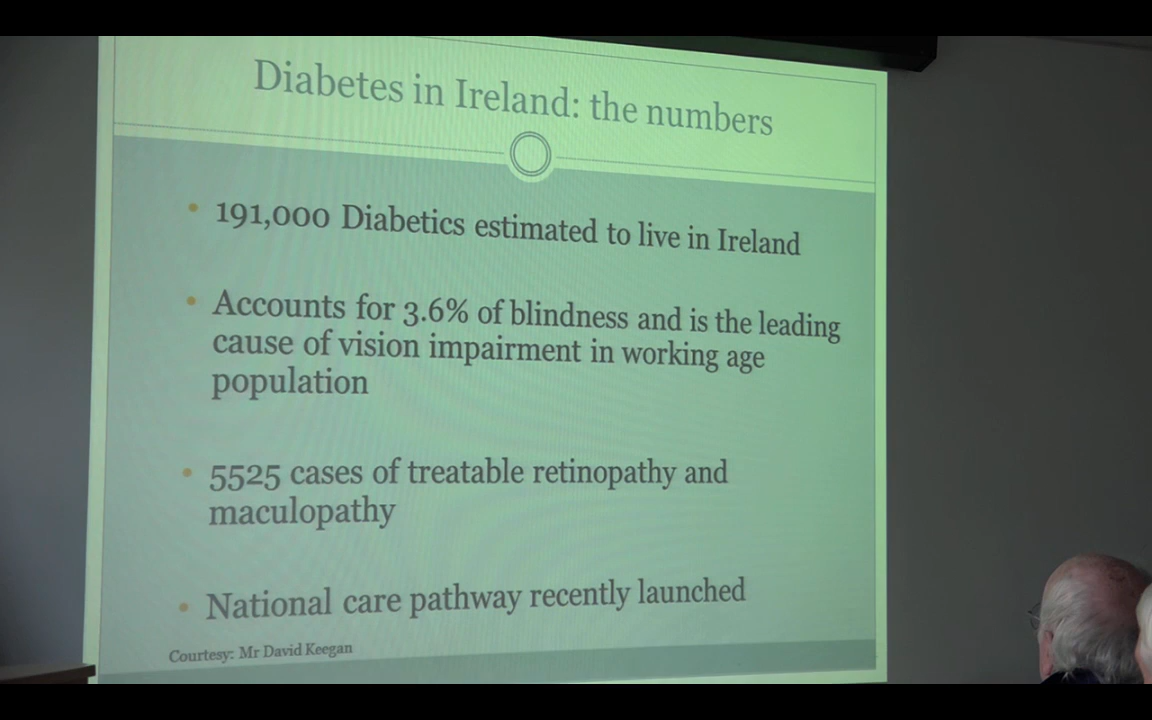 Diabetes in Ireland: the numbers
• 191,000 Diabetics estimated to live in Ireland
• Accounts for 3.6% of blindness and is the leading
cause of vision impairment in working age
population
• 5525 cases of treatable retinopathy and
maculopathy
• National care pathway recently launched
Courtesy: Mr David Keegan